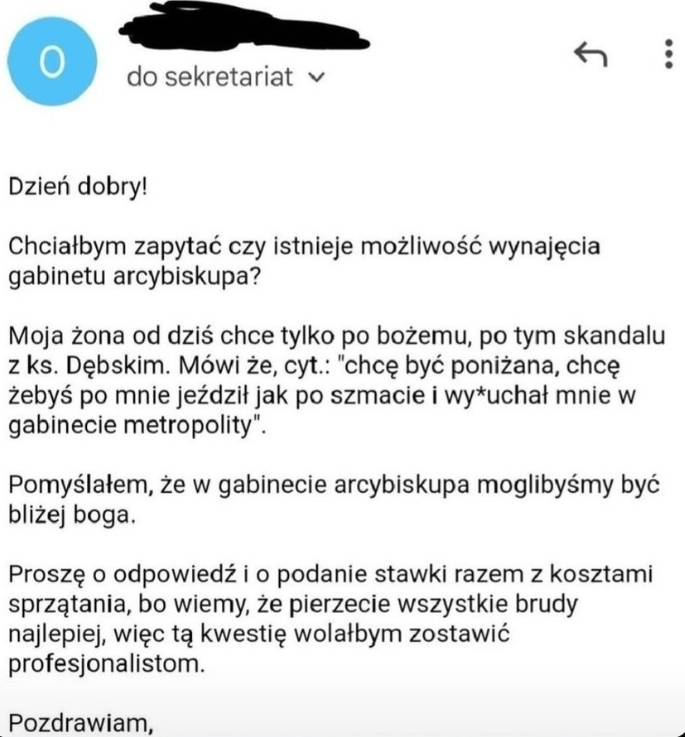 O
do sekretariat
Dzień dobry!
Chciałbym zapytać czy istnieje możliwość wynajęcia
gabinetu arcybiskupa?
Moja żona od dziś chce tylko po bożemu, po tym skandalu
z ks. Dębskim. Mówi że, cyt.: "chcę być poniżana, chcę
żebyś po mnie jeździł jak po szmacie i wy*uchał mnie w
gabinecie metropolity".
Pomyślałem, że w gabinecie arcybiskupa moglibyśmy być
bliżej boga.
Proszę o odpowiedź i o podanie stawki razem z kosztami
sprzątania, bo wiemy, że pierzecie wszystkie brudy
najlepiej, więc tą kwestię wolałbym zostawić
profesjonalistom.
Pozdrawiam,